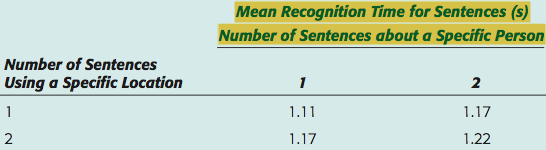 Mean Recognition Time for Sentences (s)
Number of Sentences about a Specific Person
Number of Sentences
Using a Specific Location 1 2
1 1.11 1.17
2 1.17 1.22